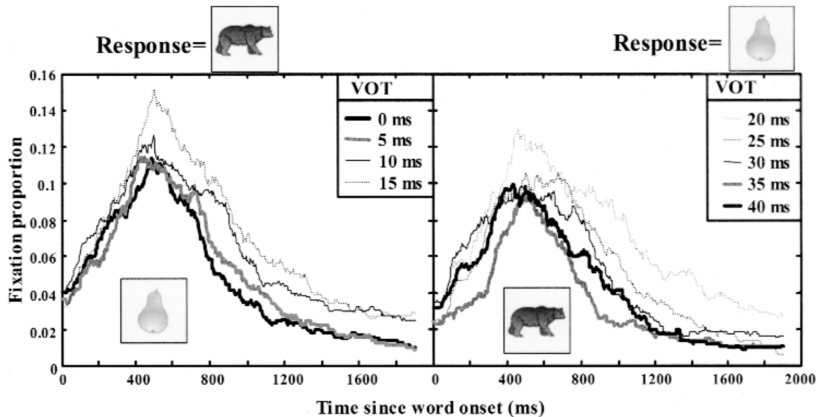 Response=
Response=
0.16
0.14
0.12
0.1
0.08
0.06
0.04
0.02
0
Fixation proportion
VOT
0 ms
5 ms
10 ms
15 ms
VOT
20 ms
25 ms
30 ms
35 ms
40 ms
0
400
800
1200
1600
0
400
800
1200
1600
2000
Time since word onset (ms)